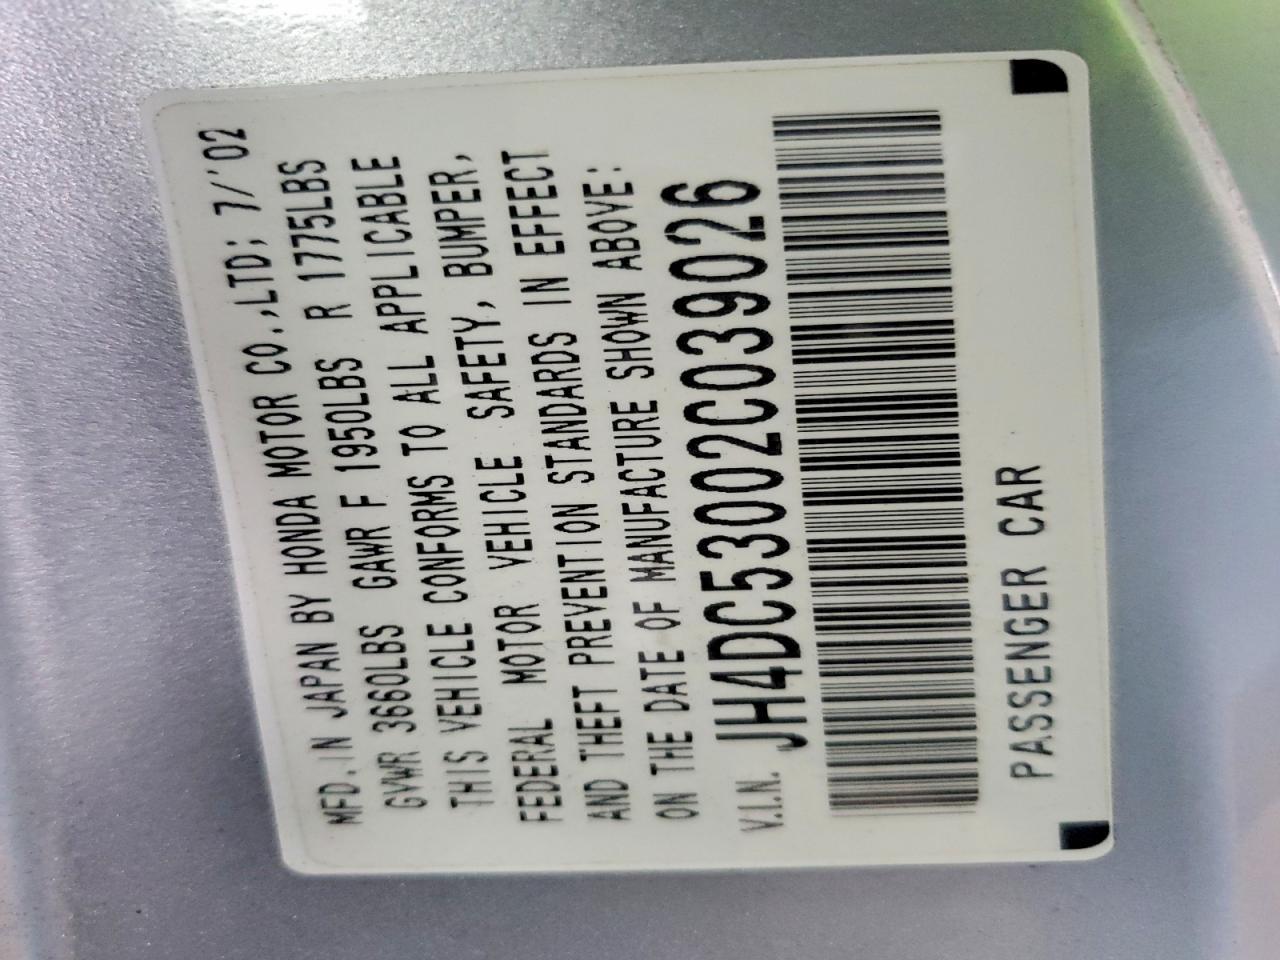 MFD. IN JAPAN BY HONDA MOTOR CO.,LTD; 7/'02
GVWR 3660LBS GAWR F 1950LBS R 1775LBS
THIS VEHICLE CONFORMS TO ALL APPLICABLE
FEDERAL MOTOR VEHICLE SAFETY, BUMPER,
AND THEFT PREVENTION STANDARDS IN EFFECT
ON THE DATE OF MANUFACTURE SHOWN ABOVE:
V.I.N. JH4DC53002C039026
PASSENGER CAR